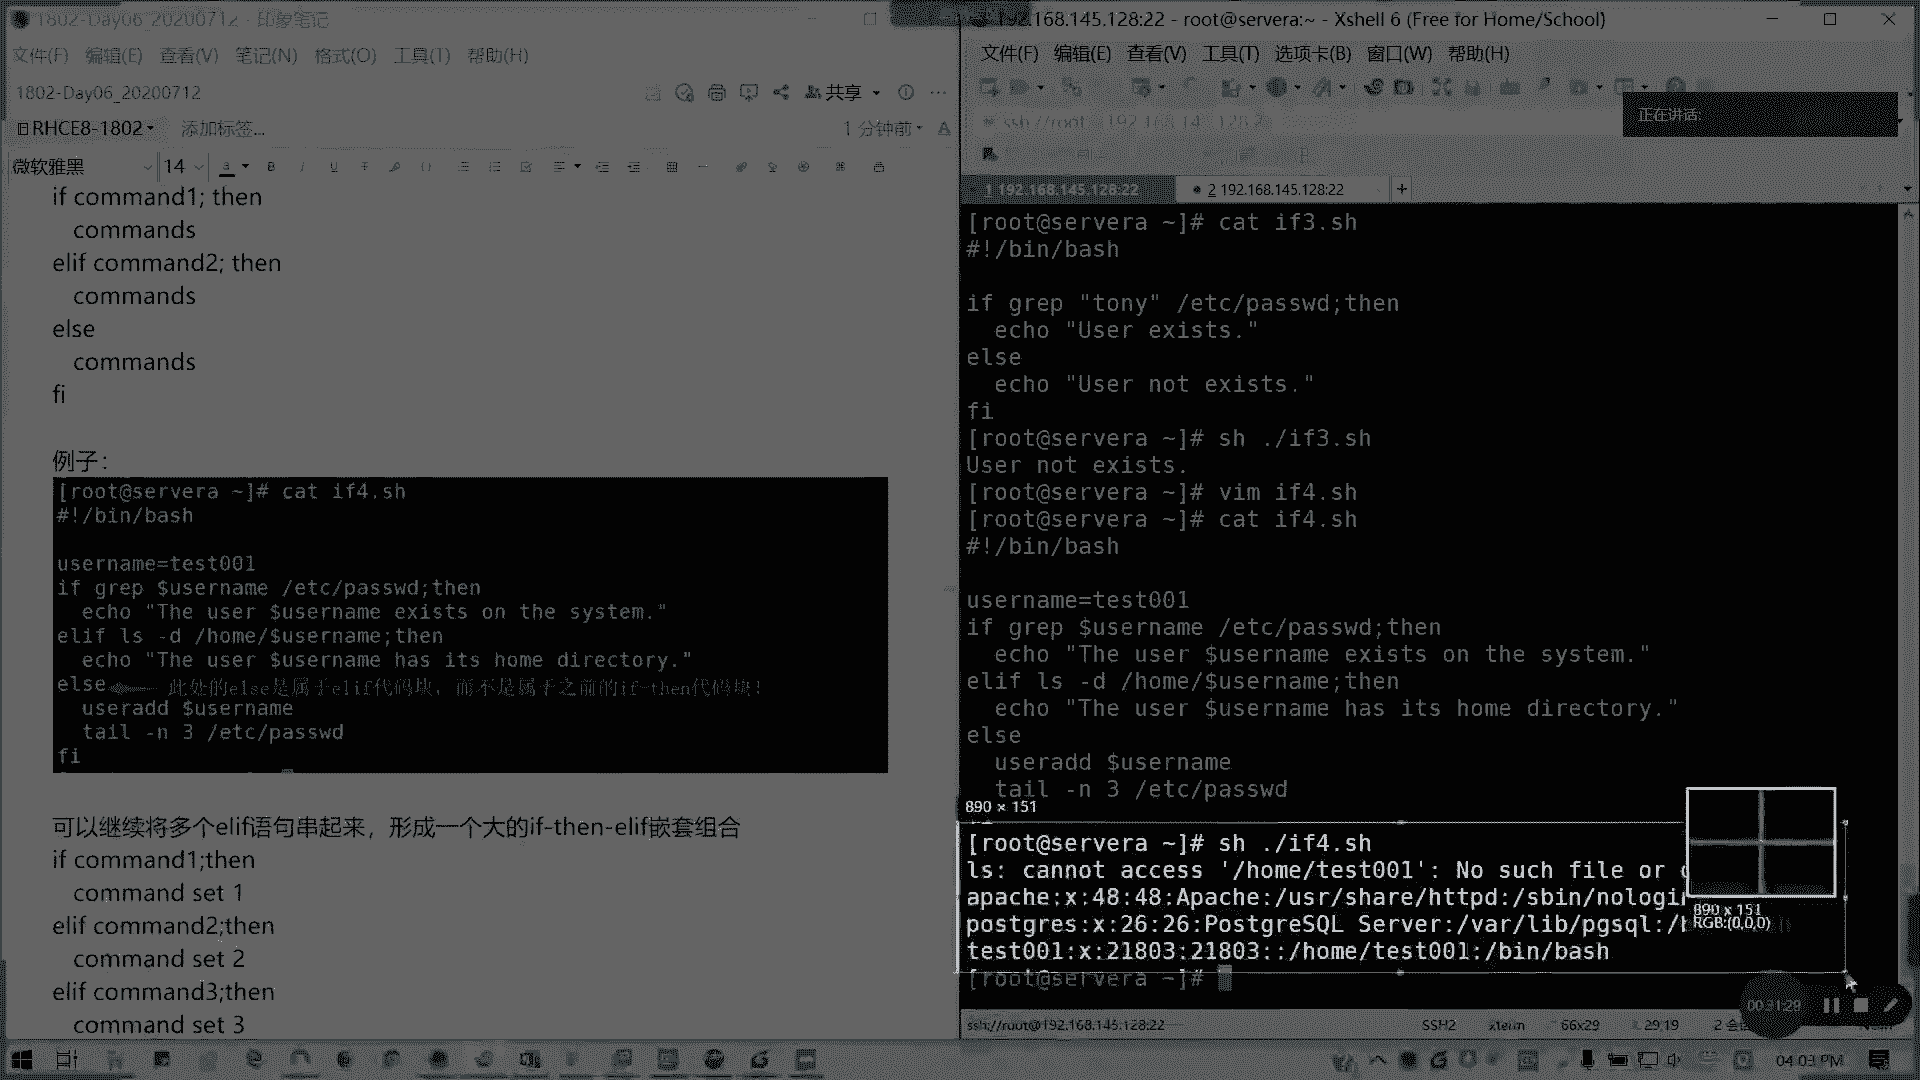 1802-Day06_20200712 - 印象笔记
文件(F) 编辑(E) 查看(V) 笔记(N) 格式(O) 工具(T) 帮助(H)
1802-Day06_20200712
共享
RHCE8-1802
添加标签...
1 分钟前
微软雅黑
14
if command1; then
commands
elif command2; then
commands
else
commands
fi
例子：
[root@servera ~]# cat if4.sh
#!/bin/bash
username=test001
if grep $username /etc/passwd;then
echo "The user $username exists on the system."
elif ls -d /home/$username;then
echo "The user $username has its home directory."
else 此处的else是属于elif代码块，而不是属于之前的if-then代码块！
useradd $username
tail -n 3 /etc/passwd
fi
可以继续将多个elif语句串起来，形成一个大的if-then-elif嵌套组合
if command1;then
command set 1
elif command2;then
command set 2
elif command3;then
command set 3
192.168.145.128:22 - root@servera:~ - Xshell 6 (Free for Home/School)
文件(F) 编辑(E) 查看(V) 工具(T) 选项卡(B) 窗口(W) 帮助(H)
正在讲话:
1 192.168.145.128:22
2 192.168.145.128:22
[root@servera ~]# cat if3.sh
#!/bin/bash
if grep "tony" /etc/passwd;then
echo "User exists."
else
echo "User not exists."
fi
[root@servera ~]# sh ./if3.sh
User not exists.
[root@servera ~]# vim if4.sh
[root@servera ~]# cat if4.sh
#!/bin/bash
username=test001
if grep $username /etc/passwd;then
echo "The user $username exists on the system."
elif ls -d /home/$username;then
echo "The user $username has its home directory."
else
useradd $username
tail -n 3 /etc/passwd
890 × 151
[root@servera ~]# sh ./if4.sh
ls: cannot access '/home/test001': No such file or
apache:x:48:48:Apache:/usr/share/httpd:/sbin/nologi
postgres:x:26:26:PostgreSQL Server:/var/lib/pgsql:/
test001:x:21803:21803::/home/test001:/bin/bash
[root@servera ~]#
890 x 151
RGB:(0,0,0)
00:31:29
ssh://root@192.168.145.128:22
SSH2
xterm
66x29
29,19
04:03 PM